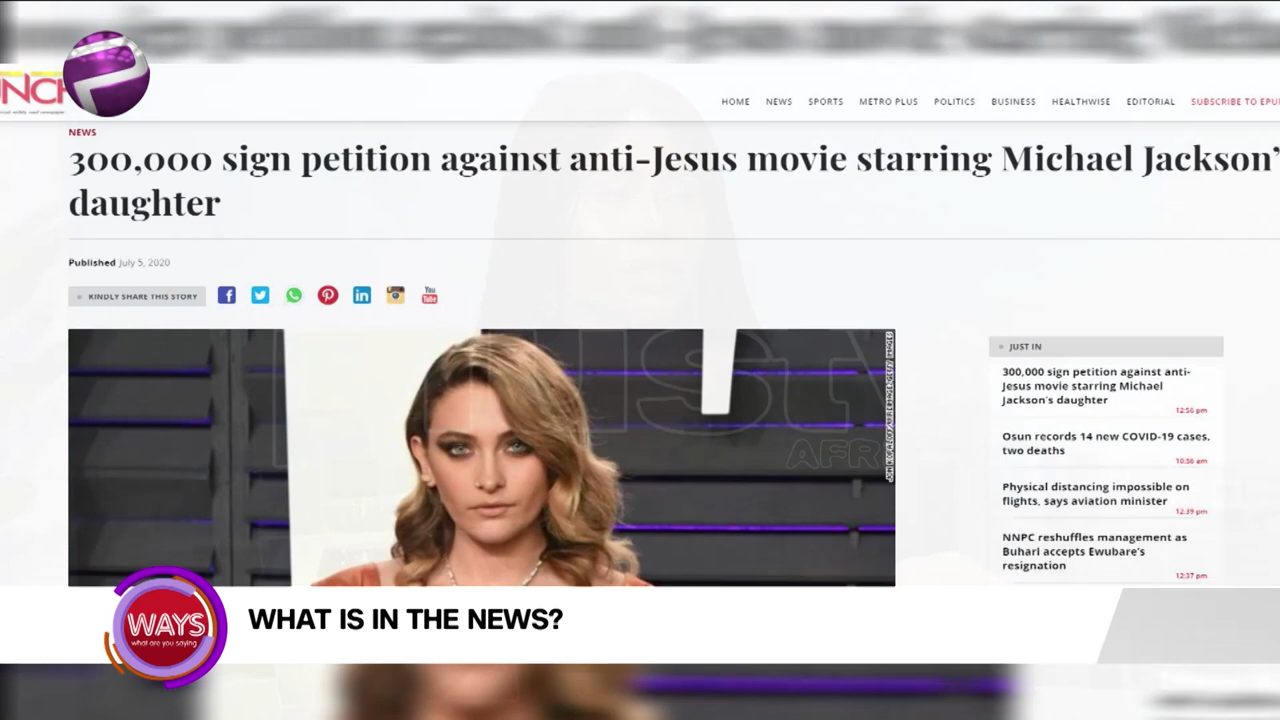 HOME NEWS SPORTS METRO PLUS POLITICS BUSINESS HEALTHWISE EDITORIAL SUBSCRIBE TO
NEWS
300,000 sign petition against anti-Jesus movie starring Michael Jackson'
daughter
Published July 5, 2020
KINDLY SHARE THIS STORY
You
Tube
JUST IN
300,000 sign petition against anti-
Jesus movie starring Michael
Jackson's daughter
12:56 pm
Osun records 14 new COVID-19 cases,
two deaths
10:56 am
Physical distancing impossible on
flights, says aviation minister
12:39 pm
NNPC reshuffles management as
Buhari accepts Ewubare's
resignation
12:37 pm
WAYS
what are you saying
WHAT IS IN THE NEWS?